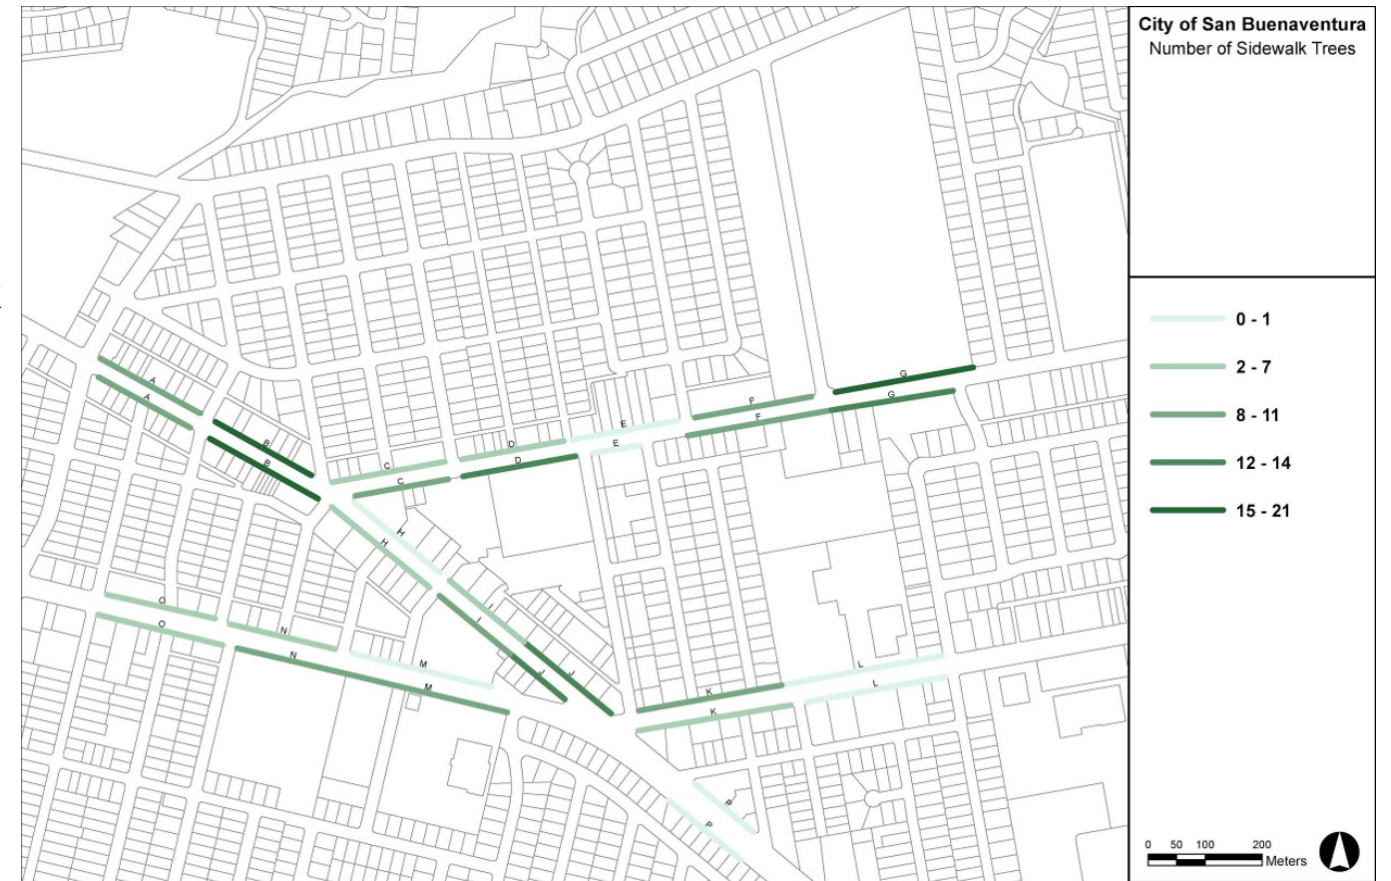 City of San Buenaventura
Number of Sidewalk Trees
0 - 1
2 - 7
8 - 11
12 - 14
15 - 21
0 50 100 200
Meters
A
A
B
B
C
C
D
D
E
E
F
F
G
G
H
H
I
I
J
J
K
K
L
L
M
M
N
N
O
O
P
P